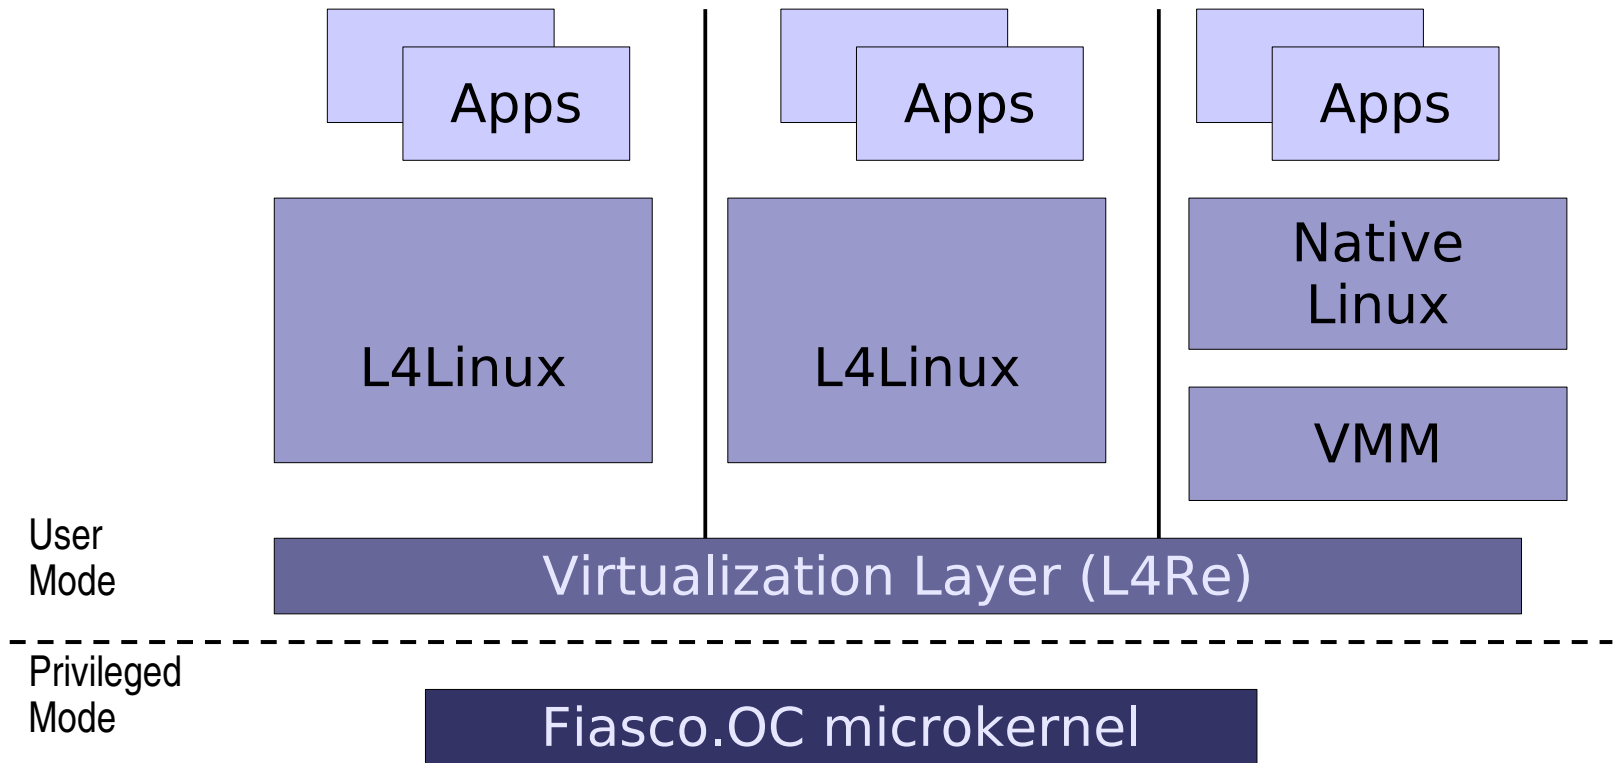 Apps
Apps
Apps
L4Linux
L4Linux
Native
Linux
VMM
User
Mode
Virtualization Layer (L4Re)
Privileged
Mode
Fiasco.OC microkernel